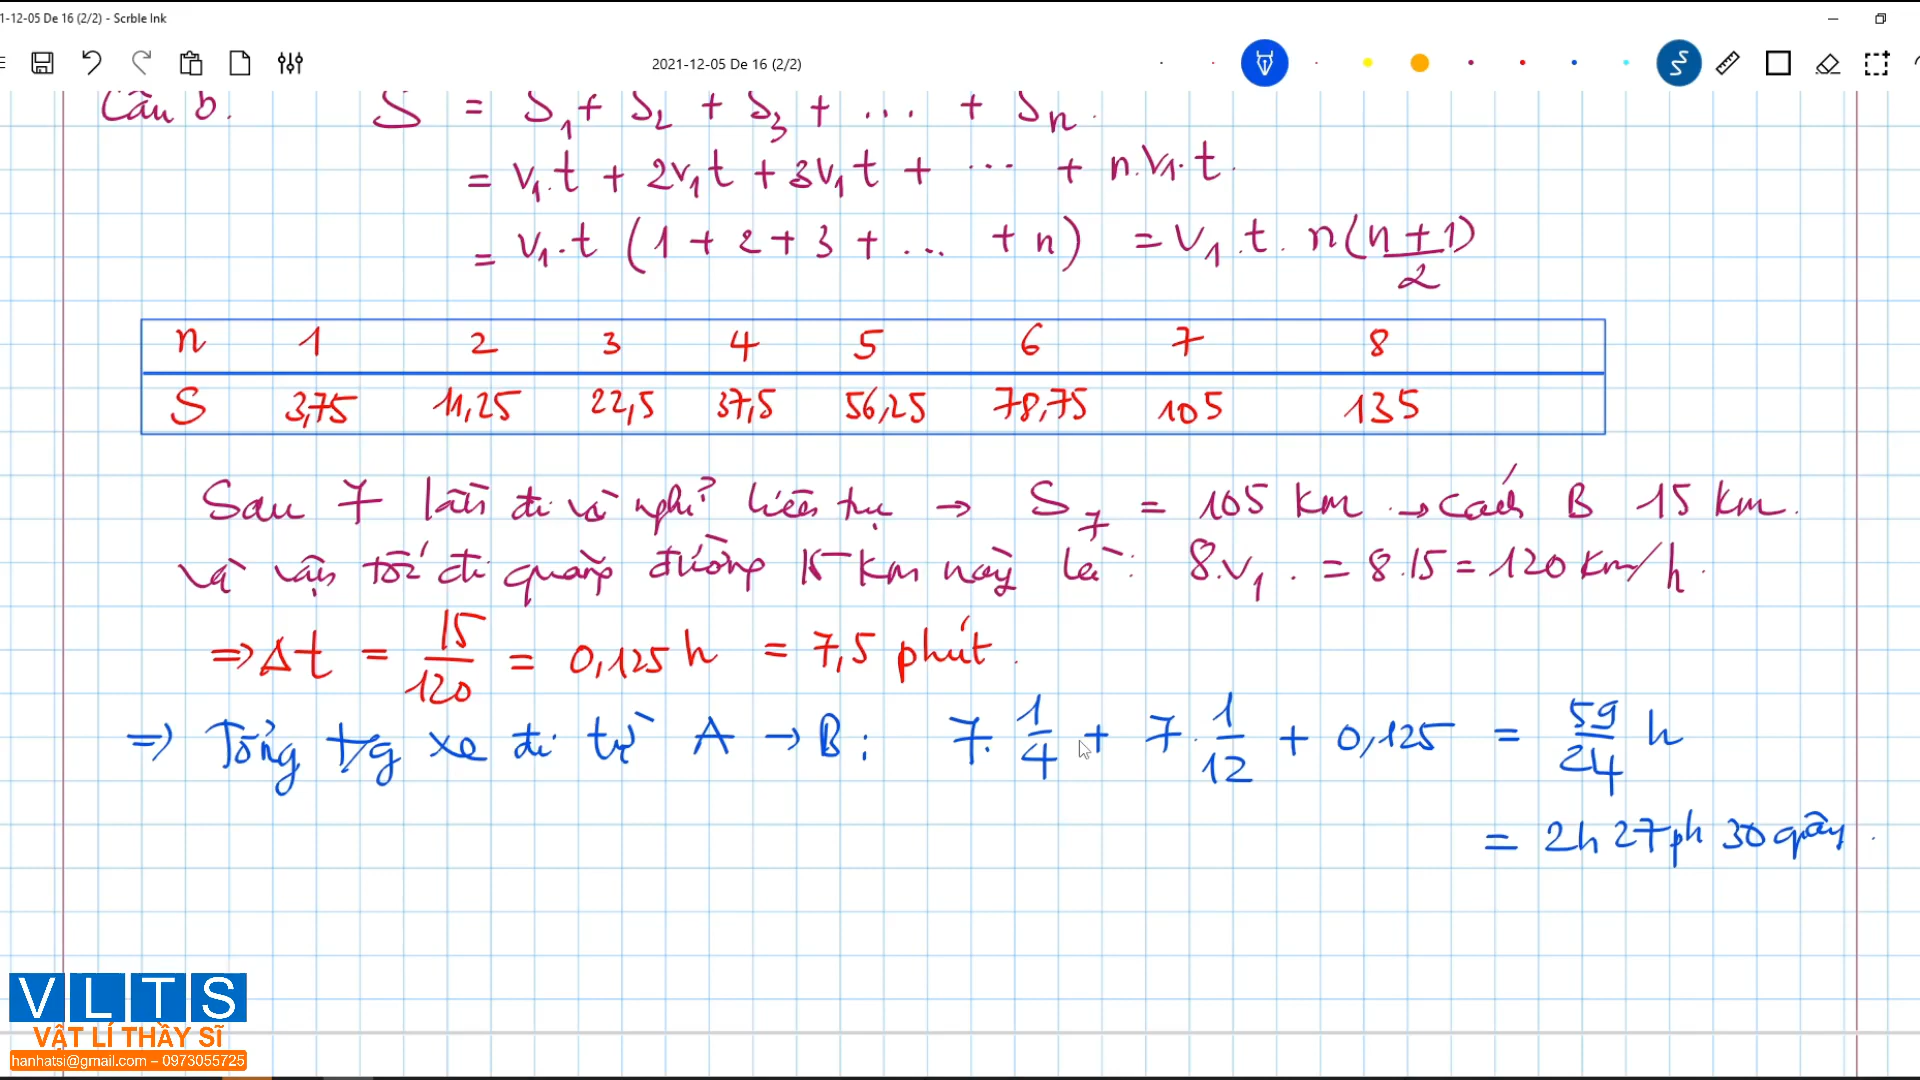 1-12-05 De 16 (2/2) - Scrble Ink
2021-12-05 De 16 (2/2)
Câu b. S = S₁ + S₂ + S₃ + ... + Sₙ.
= v₁.t + 2v₁t + 3v₁t + ... + n.v₁.t.
= v₁.t (1 + 2 + 3 + ... + n) = v₁.t. n(n+1)/2
n 1 2 3 4 5 6 7 8
S 3,75 11,25 22,5 37,5 56,25 78,75 105 135
Sau 7 lần đi và nghỉ liên tục → S₇ = 105 km. → cách B 15 km.
và vận tốc đi quãng đường 15 km này là: 8.v₁. = 8.15 = 120 km/h.
⇒ Δt = 15/120 = 0,125 h = 7,5 phút.
⇒ Tổng t/g xe đi từ A → B: 7. 1/4 + 7. 1/12 + 0,125 = 59/24 h
= 2h 27ph 30 giây.
VLTS
VẬT LÍ THẦY SĨ
hanhatsi@gmail.com – 0973055725